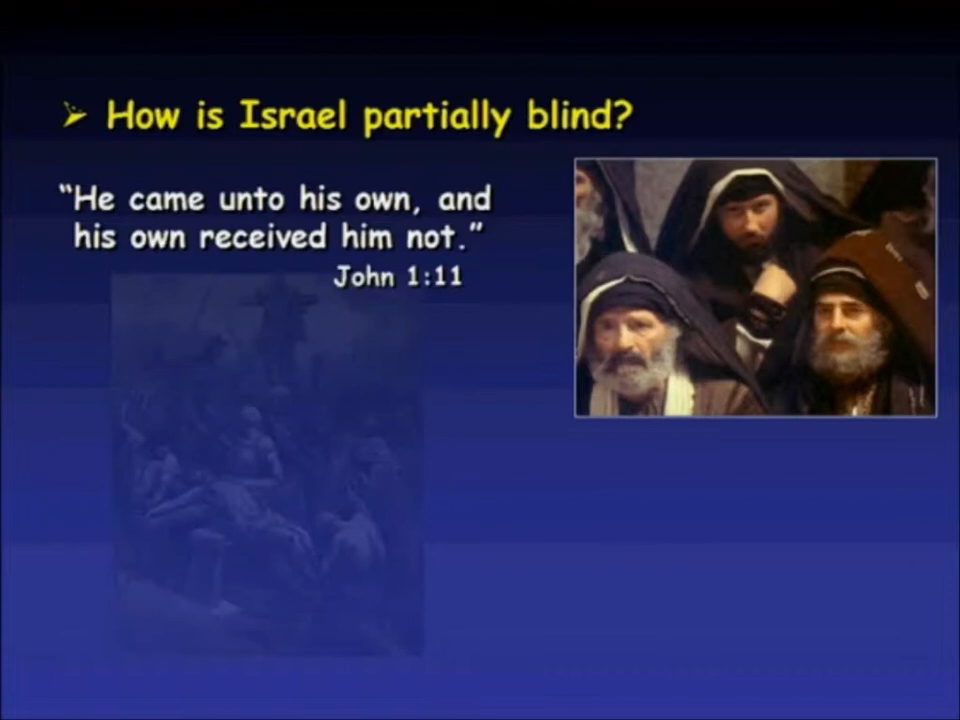 How is Israel partially blind?
“He came unto his own, and
his own received him not.”
John 1:11